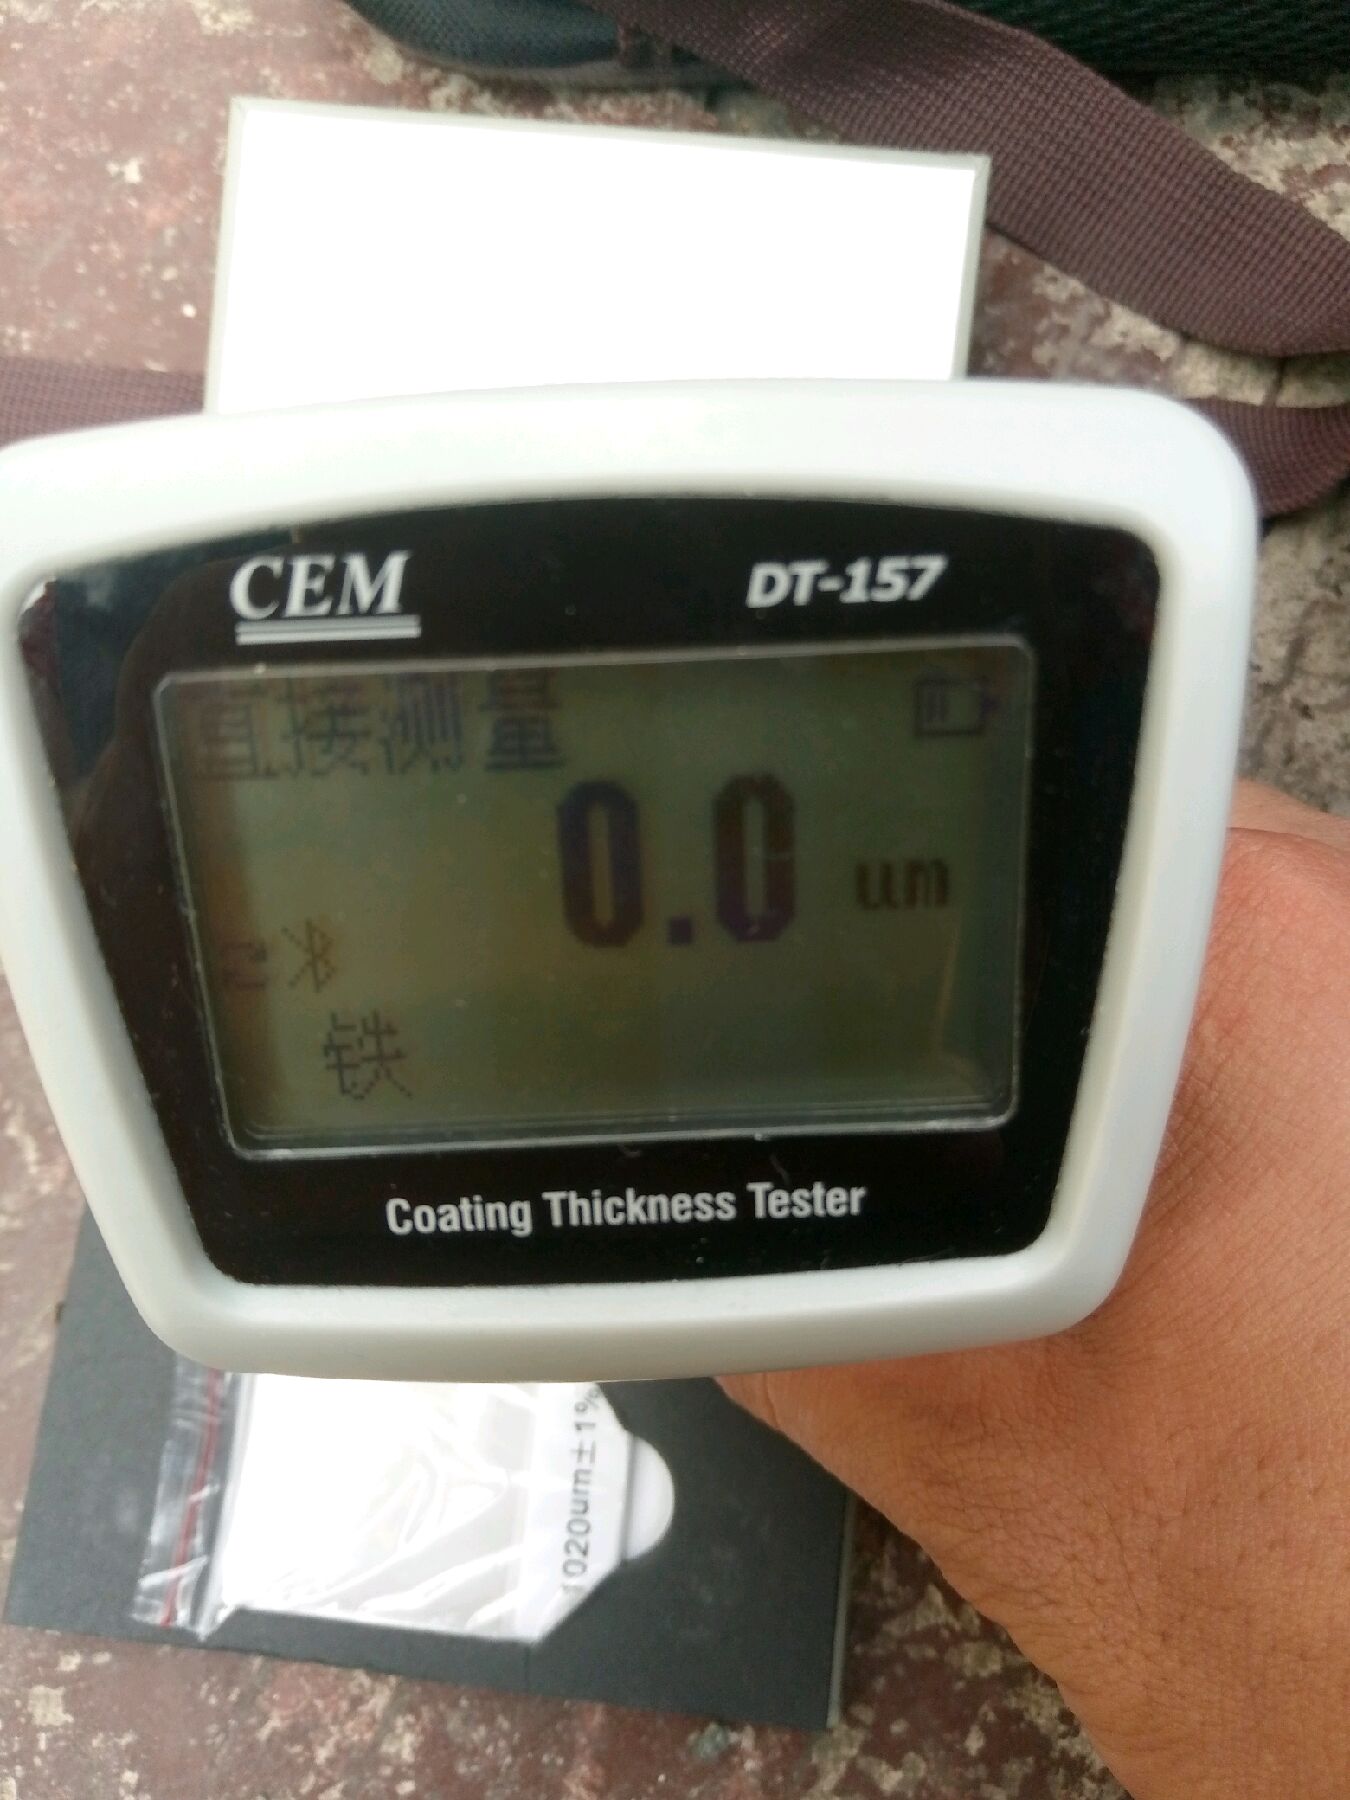 CEM
DT-157
直接测量
0.0 um
铁
Coating Thickness Tester
1020um±1%